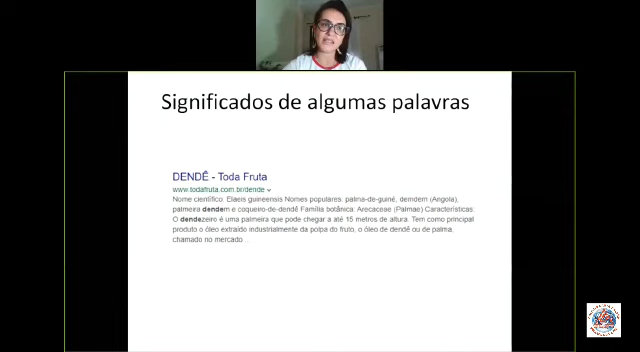 Significados de algumas palavras
DENDÊ - Toda Fruta
www.todafruta.com.br/dende
Nome científico: Elaeis guineensis Nomes populares: palma-de-guiné, demdem (Angola),
palmeira dendem e coqueiro-de-dendê Família botânica: Arecaceae (Palmae) Características:
O dendezeiro é uma palmeira que pode chegar a até 15 metros de altura. Tem como principal
produto o óleo extraído industrialmente da polpa do fruto, o óleo de dendê ou de palma,
chamado no mercado